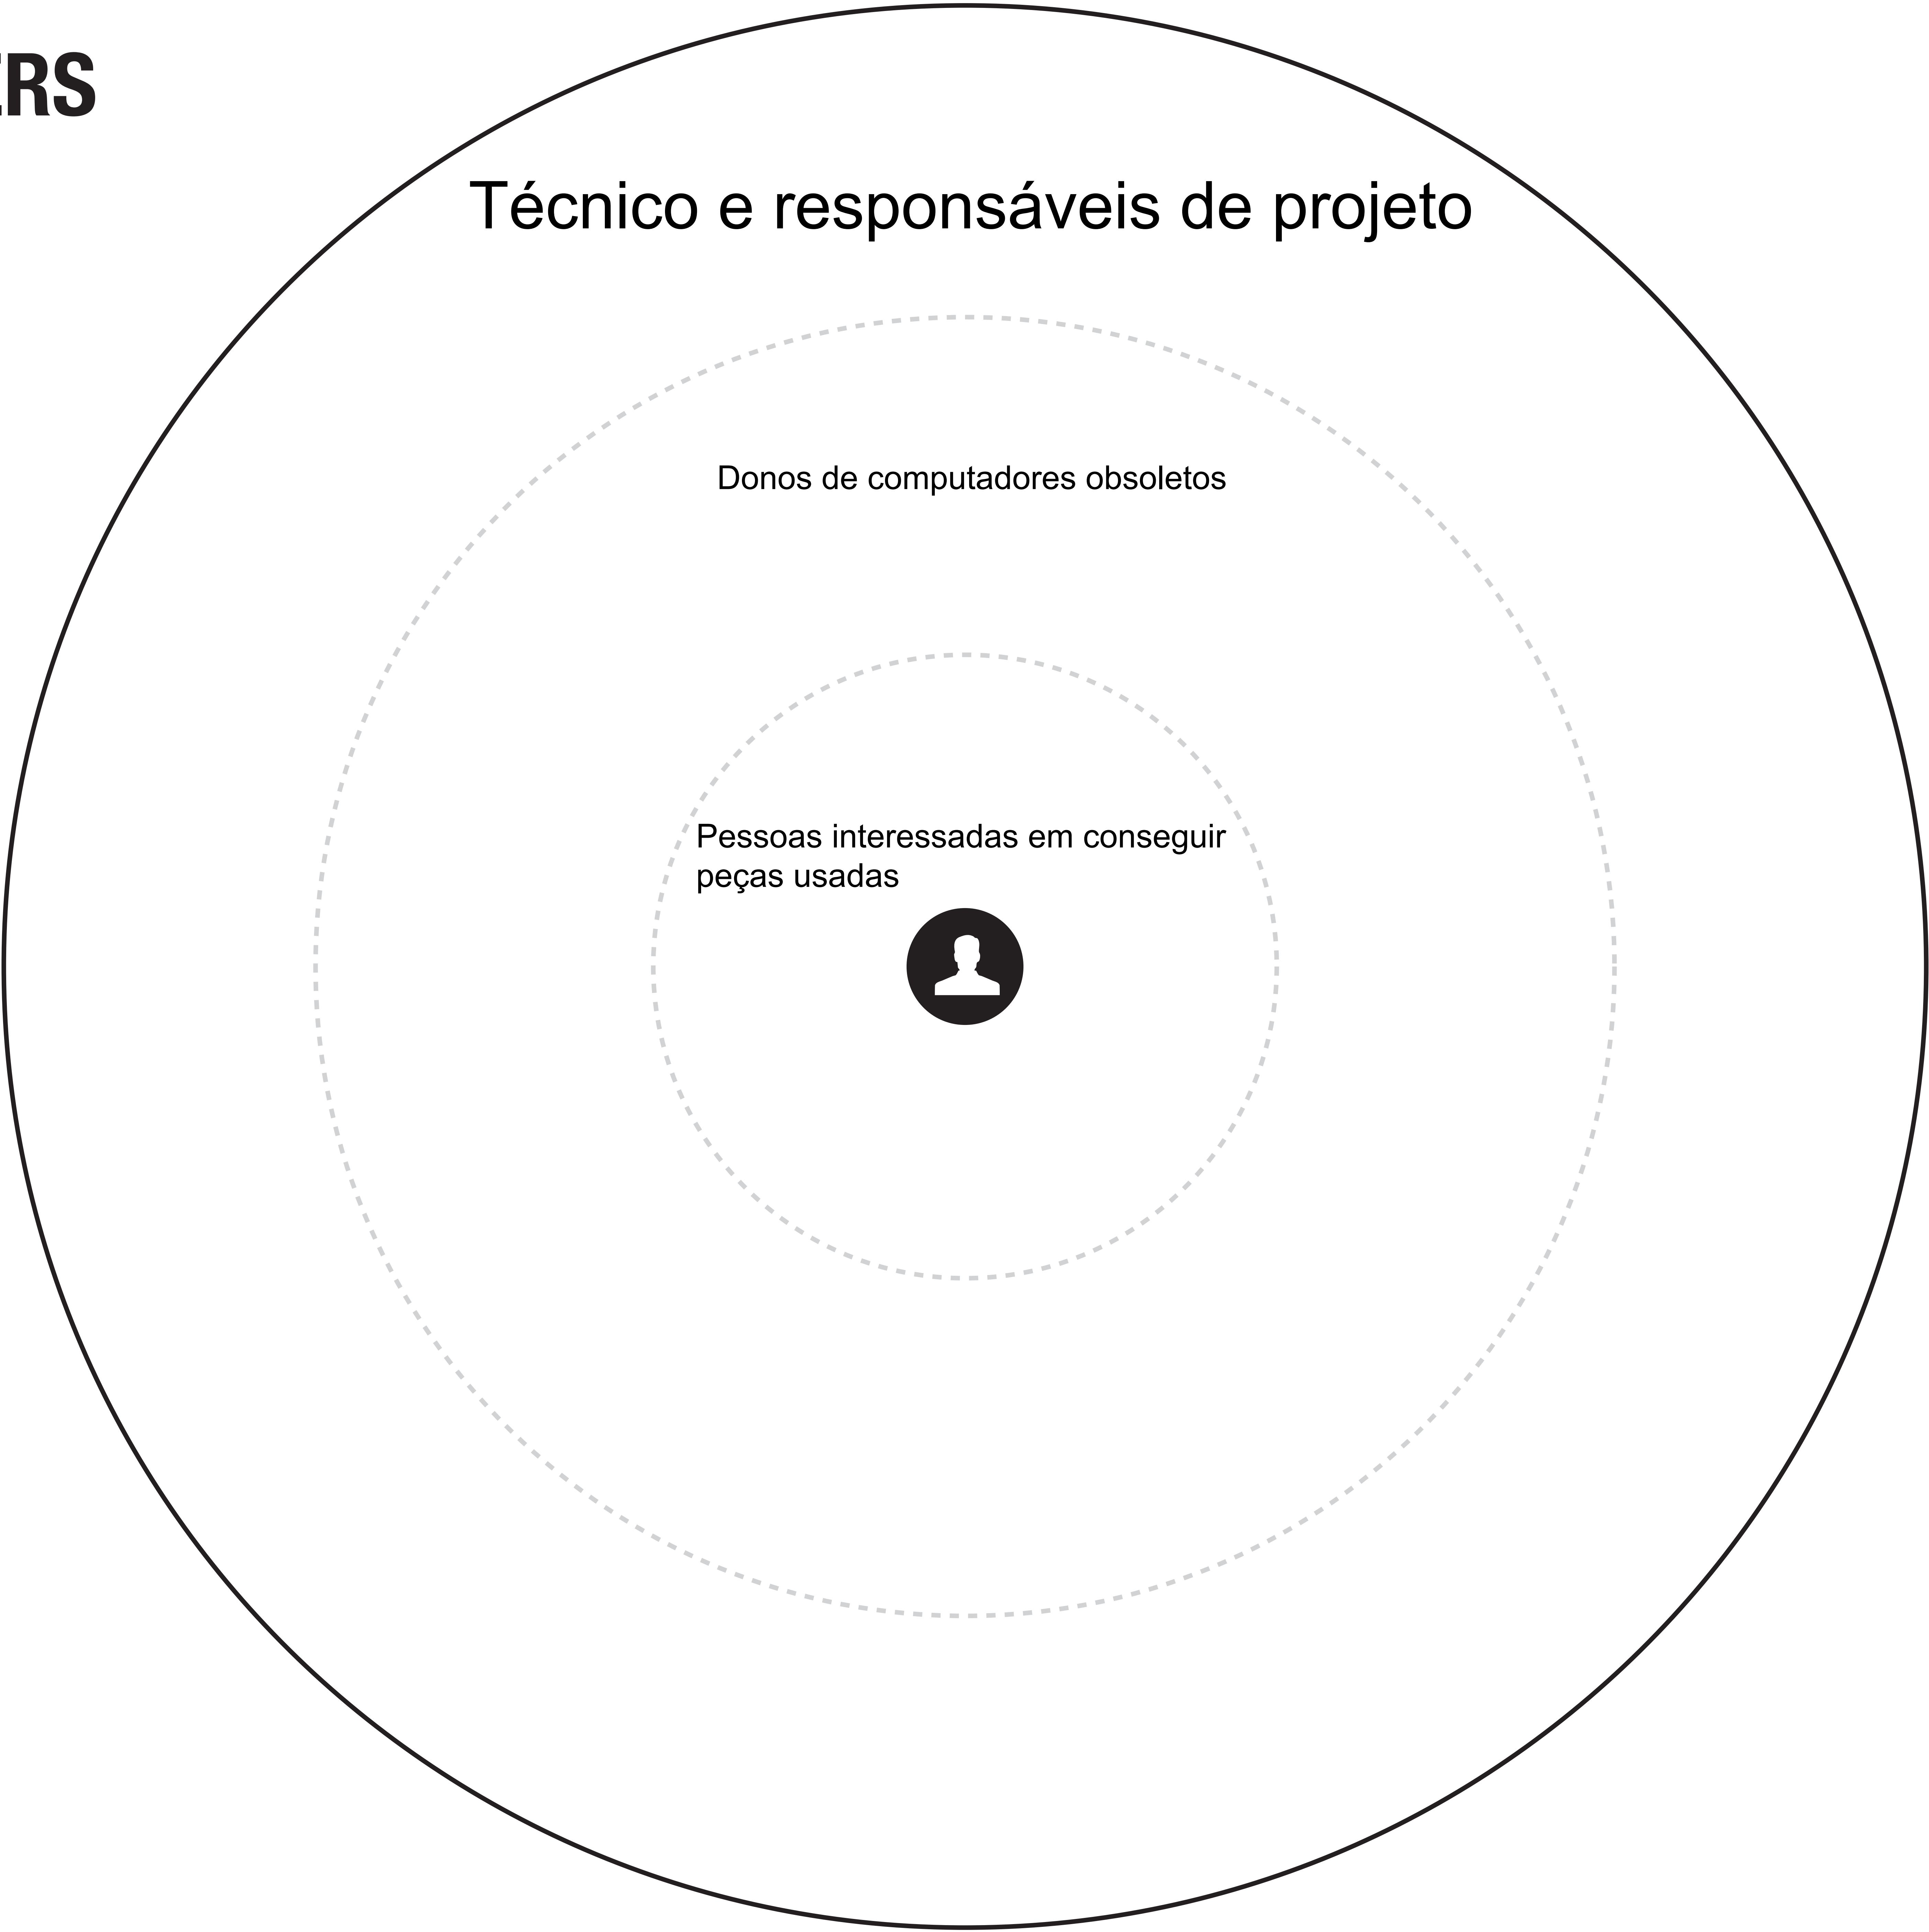 ERS
Técnico e responsáveis de projeto
Donos de computadores obsoletos
Pessoas interessadas em conseguir
peças usadas